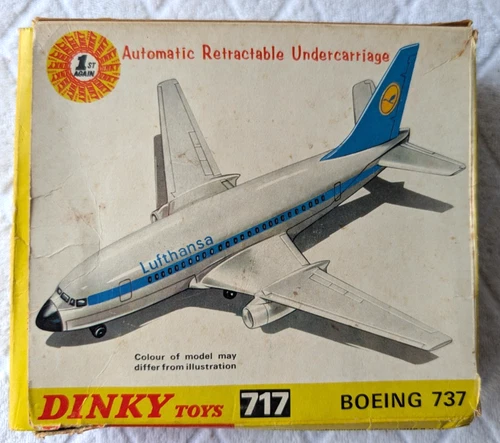 1ST
AGAIN
Automatic Retractable Undercarriage
Lufthansa
Colour of model may
differ from illustration
DINKY TOYS 717 BOEING 737